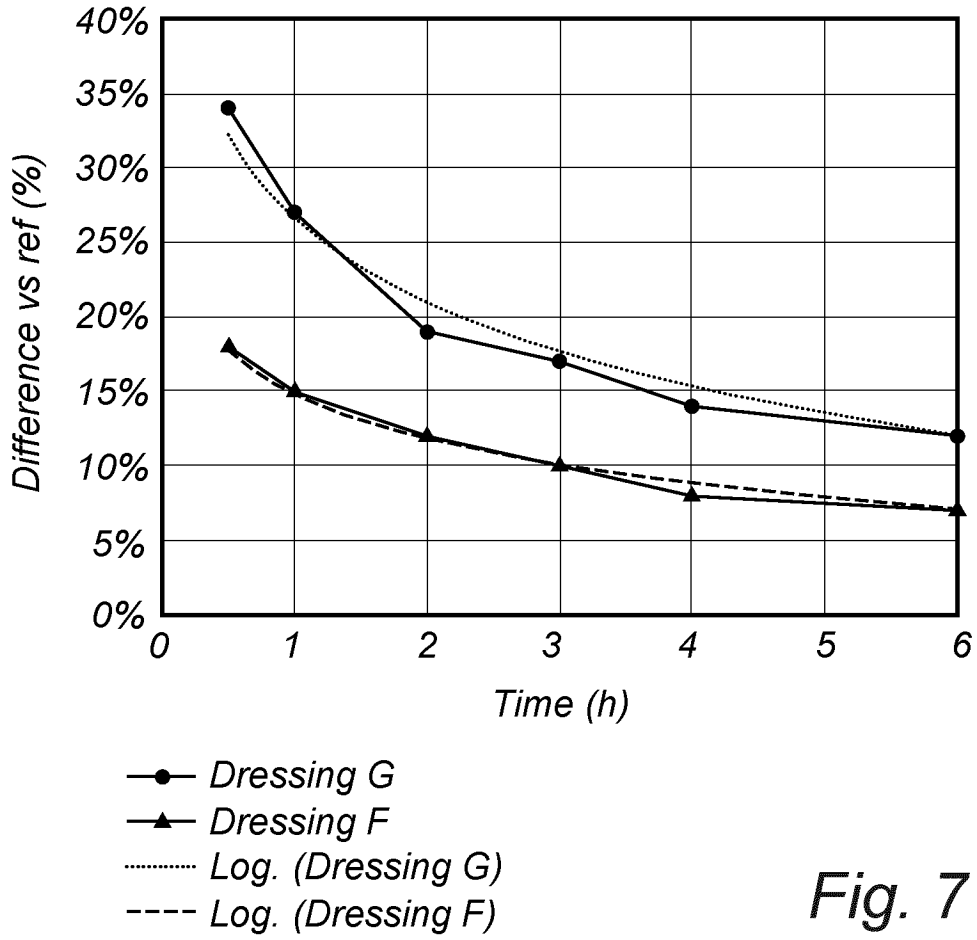 40%
35%
30%
25%
20%
15%
10%
5%
0%
Difference vs ref (%)
0 1 2 3 4 5 6
Time (h)
Dressing G
Dressing F
Log. (Dressing G)
Log. (Dressing F)
Fig. 7